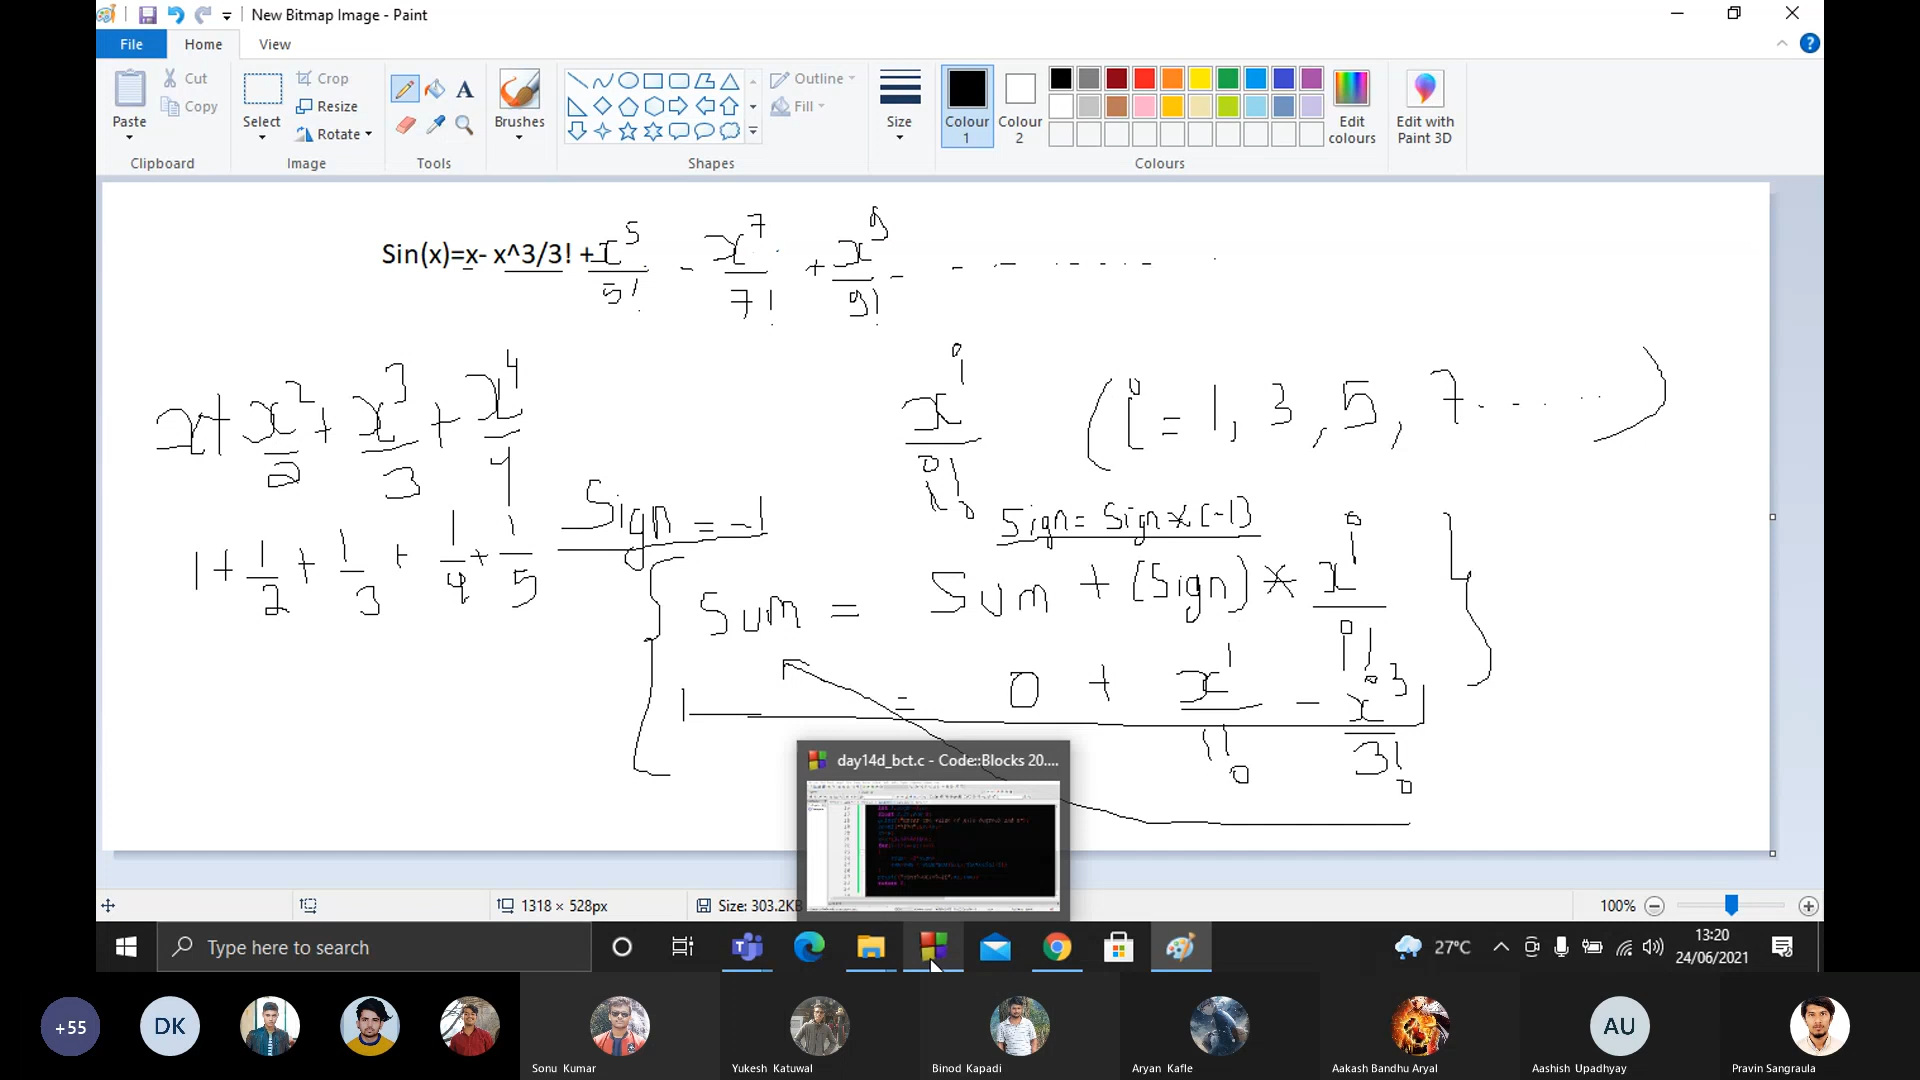 New Bitmap Image - Paint
File Home View
Paste Cut Copy
Clipboard
Select Crop Resize Rotate
Image
Tools
Brushes
Shapes
Outline
Fill
Size
Colour 1
Colour 2
Edit colours
Edit with Paint 3D
Colours
Sin(x)=x- x^3/3! + x^5/5! - x^7/7! + x^9/9! - - - - - - - -
x + x^2/2 + x^3/3 + x^4/4
x^i/i! (i = 1, 3, 5, 7 - - - - - )
1 + 1/2 + 1/3 + 1/4 + 1/5
Sign = -1
Sign = Sign * (-1)
Sum = Sum + (Sign) * x^i/i!
= 0 + x^1/1! - x^3/3!
day14d_bct.c - Code::Blocks 20....
1318 × 528px
Size: 303.2KB
100%
Type here to search
27°C
13:20
24/06/2021
+55
DK
AU
Sonu Kumar
Yukesh Katuwal
Binod Kapadi
Aryan Kafle
Aakash Bandhu Aryal
Aashish Upadhyay
Pravin Sangraula